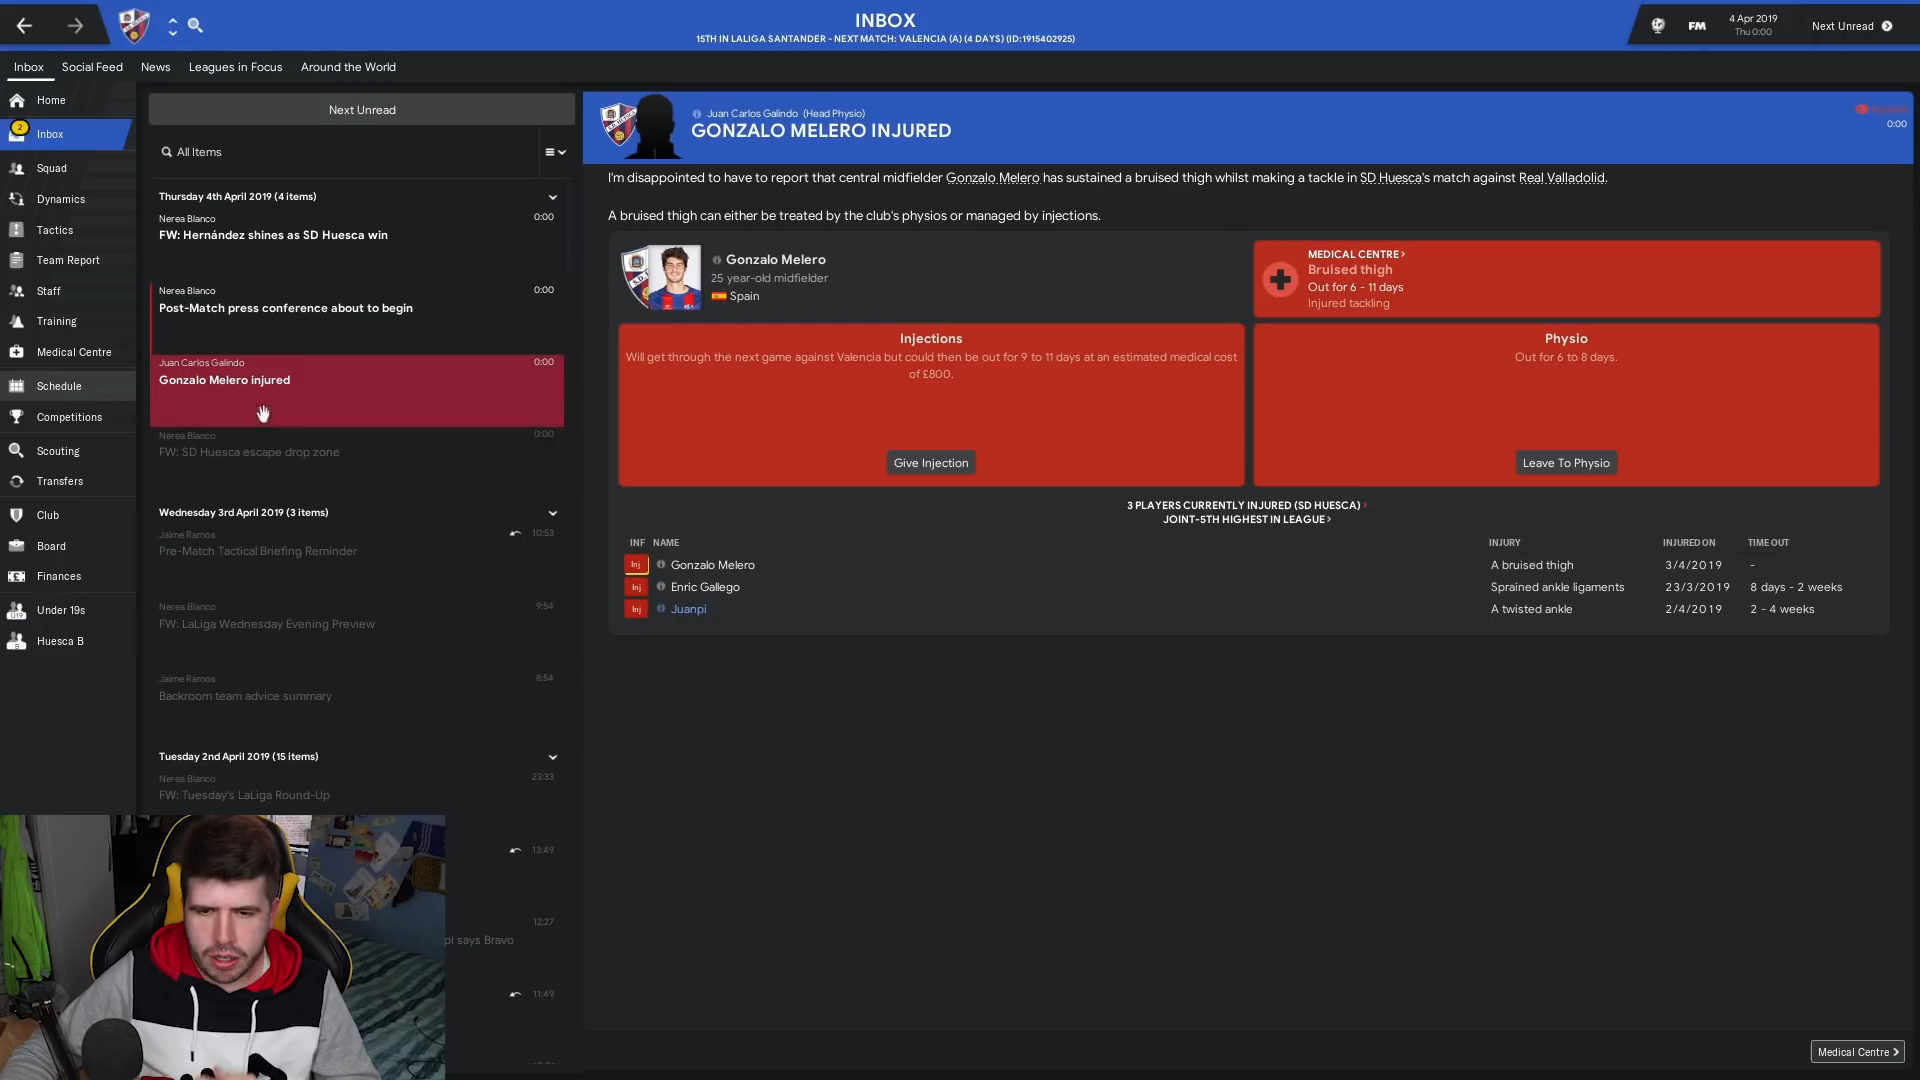 INBOX
15TH IN LALIGA SANTANDER - NEXT MATCH: VALENCIA (A) (4 DAYS) (ID:1915402925)
FM
4 Apr 2019
Thu 0:00
Next Unread
Inbox
Social Feed
News
Leagues in Focus
Around the World
Home
2
Inbox
Squad
Dynamics
Tactics
Team Report
Staff
Training
Medical Centre
Schedule
Competitions
Scouting
Transfers
Club
Board
Finances
Under 19s
Huesca B
Next Unread
All Items
Thursday 4th April 2019 (4 items)
Nerea Blanco 0:00
FW: Hernández shines as SD Huesca win
Nerea Blanco 0:00
Post-Match press conference about to begin
Juan Carlos Galindo 0:00
Gonzalo Melero injured
Nerea Blanco 0:00
FW: SD Huesca escape drop zone
Wednesday 3rd April 2019 (3 items)
Jaime Ramos 10:53
Pre-Match Tactical Briefing Reminder
Nerea Blanco 9:54
FW: LaLiga Wednesday Evening Preview
Jaime Ramos 8:54
Backroom team advice summary
Tuesday 2nd April 2019 (15 items)
Nerea Blanco 23:33
FW: Tuesday's LaLiga Round-Up
13:49
12:27
pi says Bravo
11:49
Juan Carlos Galindo (Head Physio)
GONZALO MELERO INJURED
0:00
I'm disappointed to have to report that central midfielder Gonzalo Melero has sustained a bruised thigh whilst making a tackle in SD Huesca's match against Real Valladolid.
A bruised thigh can either be treated by the club's physios or managed by injections.
Gonzalo Melero
25 year-old midfielder
Spain
MEDICAL CENTRE>
Bruised thigh
Out for 6 - 11 days
Injured tackling
Injections
Will get through the next game against Valencia but could then be out for 9 to 11 days at an estimated medical cost
of £800.
Give Injection
Physio
Out for 6 to 8 days.
Leave To Physio
3 PLAYERS CURRENTLY INJURED (SD HUESCA) >
JOINT-5TH HIGHEST IN LEAGUE >
INF NAME INJURY INJURED ON TIME OUT
Inj Gonzalo Melero A bruised thigh 3/4/2019 -
Inj Enric Gallego Sprained ankle ligaments 23/3/2019 8 days - 2 weeks
Inj Juanpi A twisted ankle 2/4/2019 2 - 4 weeks
Medical Centre >